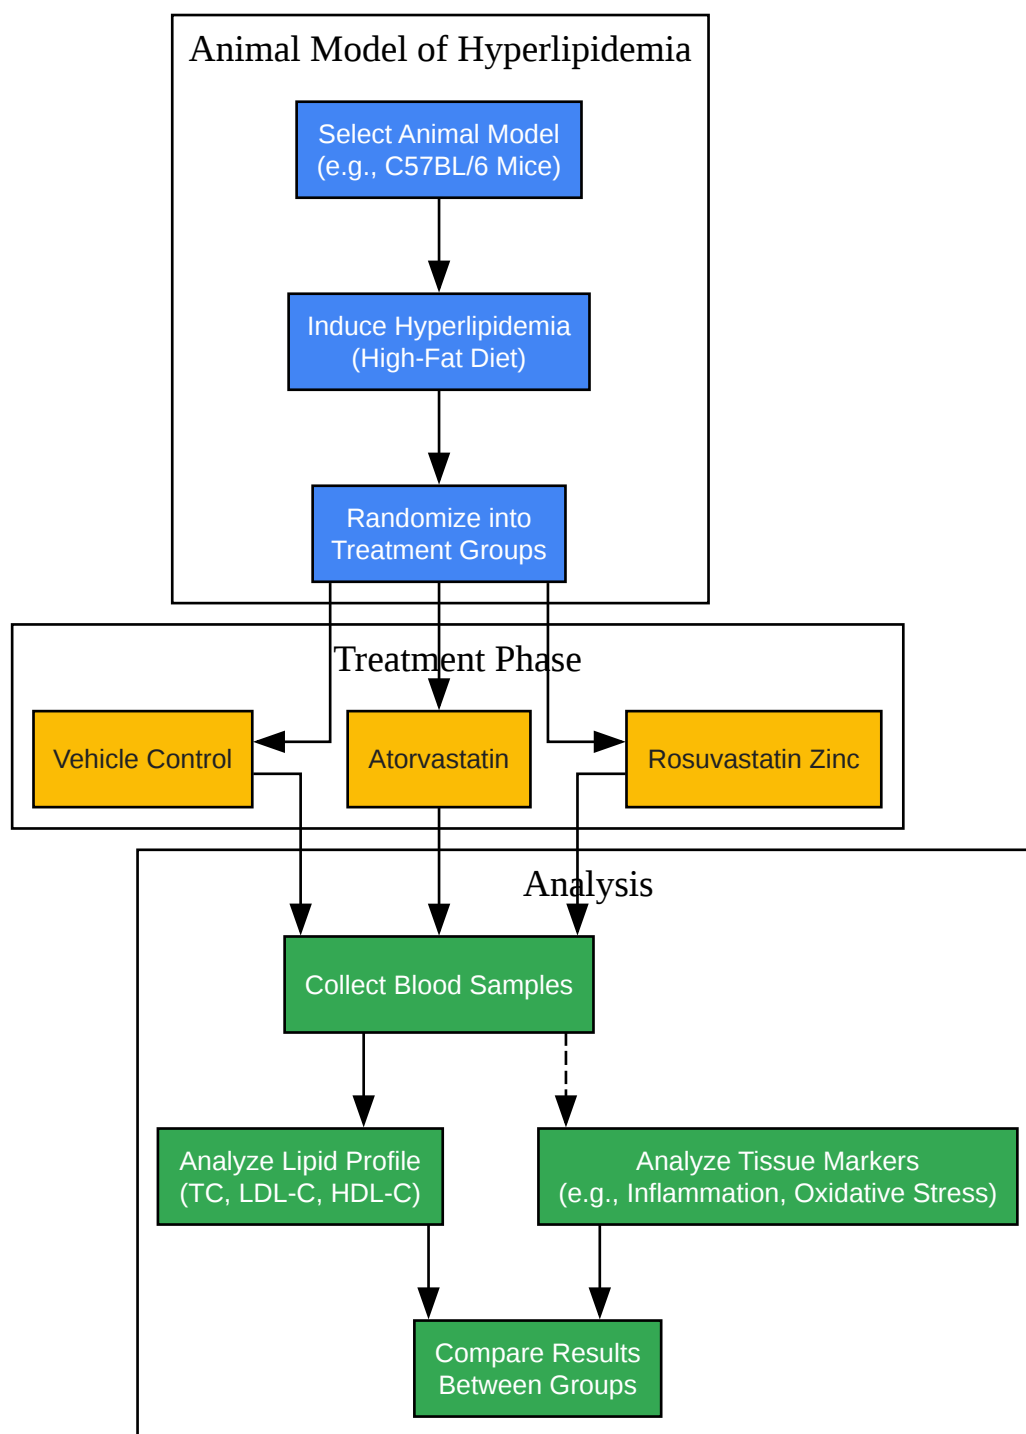 Animal Model of Hyperlipidemia
Select Animal Model
(e.g., C57BL/6 Mice)
Induce Hyperlipidemia
(High-Fat Diet)
Randomize into
Treatment Groups
Treatment Phase
Vehicle Control
Atorvastatin
Rosuvastatin Zinc
Analysis
Collect Blood Samples
Analyze Lipid Profile
(TC, LDL-C, HDL-C)
Analyze Tissue Markers
(e.g., Inflammation, Oxidative Stress)
Compare Results
Between Groups